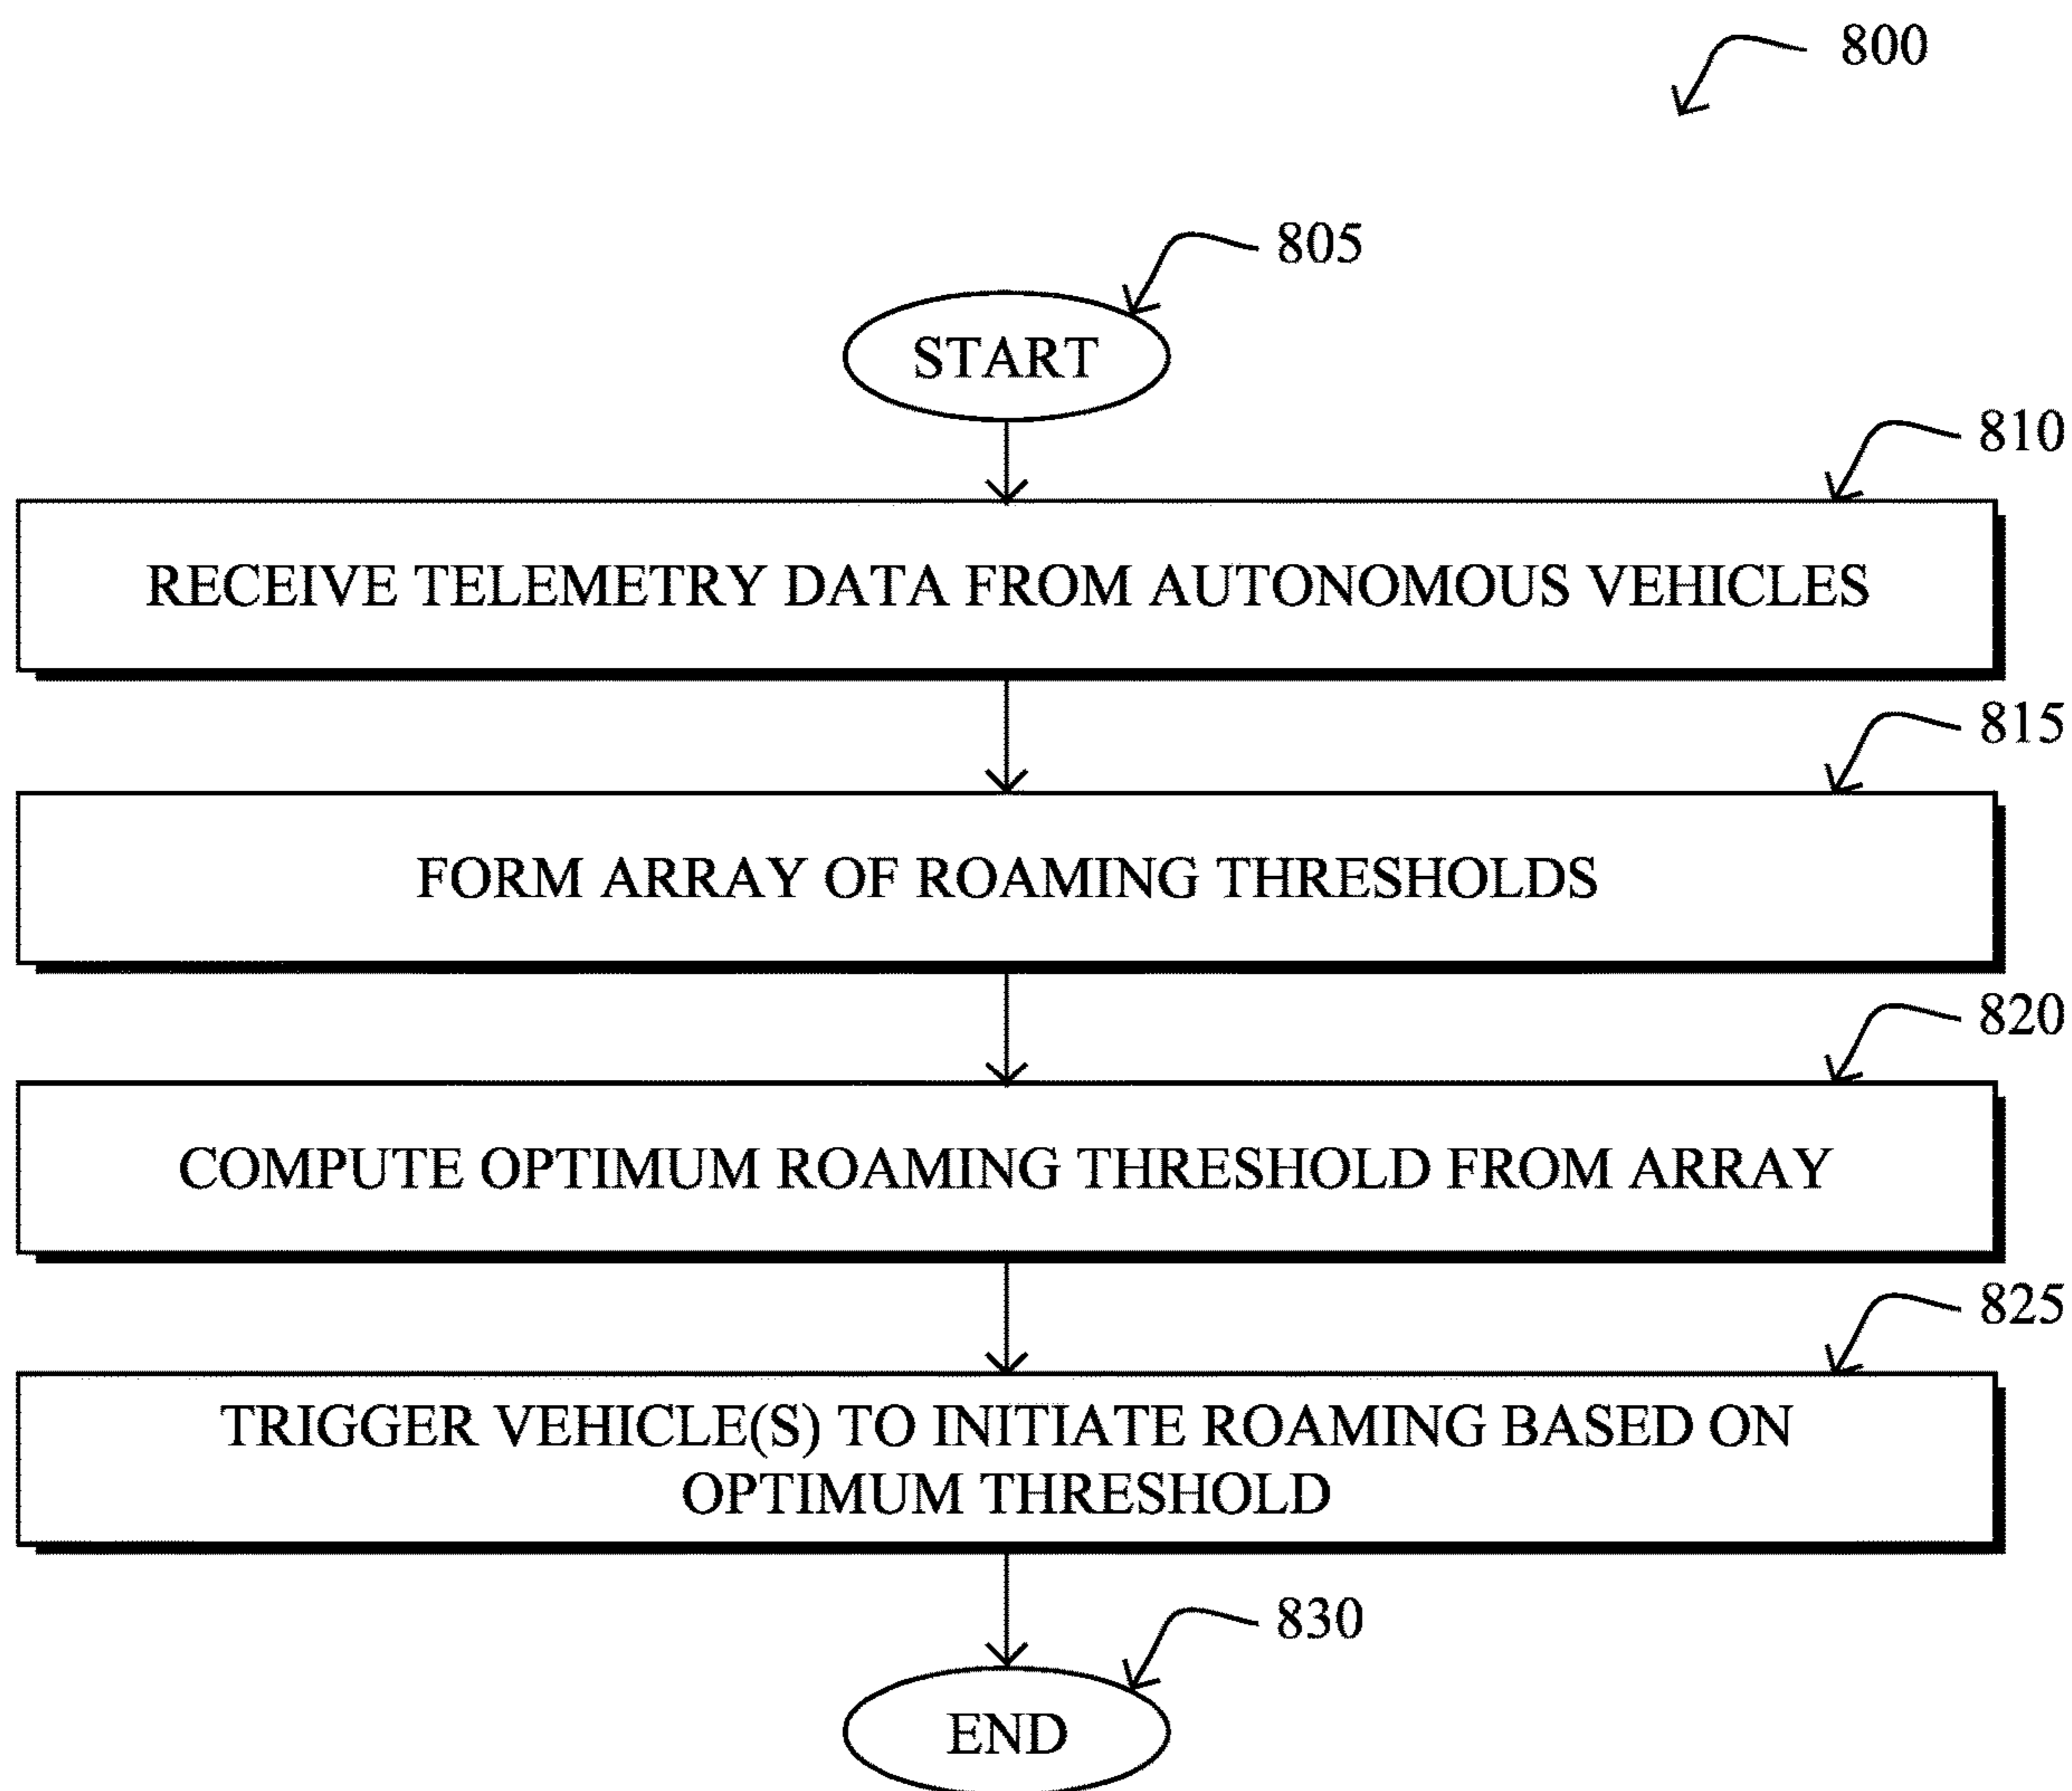 800
805
START
810
RECEIVE TELEMETRY DATA FROM AUTONOMOUS VEHICLES
815
FORM ARRAY OF ROAMING THRESHOLDS
820
COMPUTE OPTIMUM ROAMING THRESHOLD FROM ARRAY
825
TRIGGER VEHICLE(S) TO INITIATE ROAMING BASED ON
OPTIMUM THRESHOLD
830
END